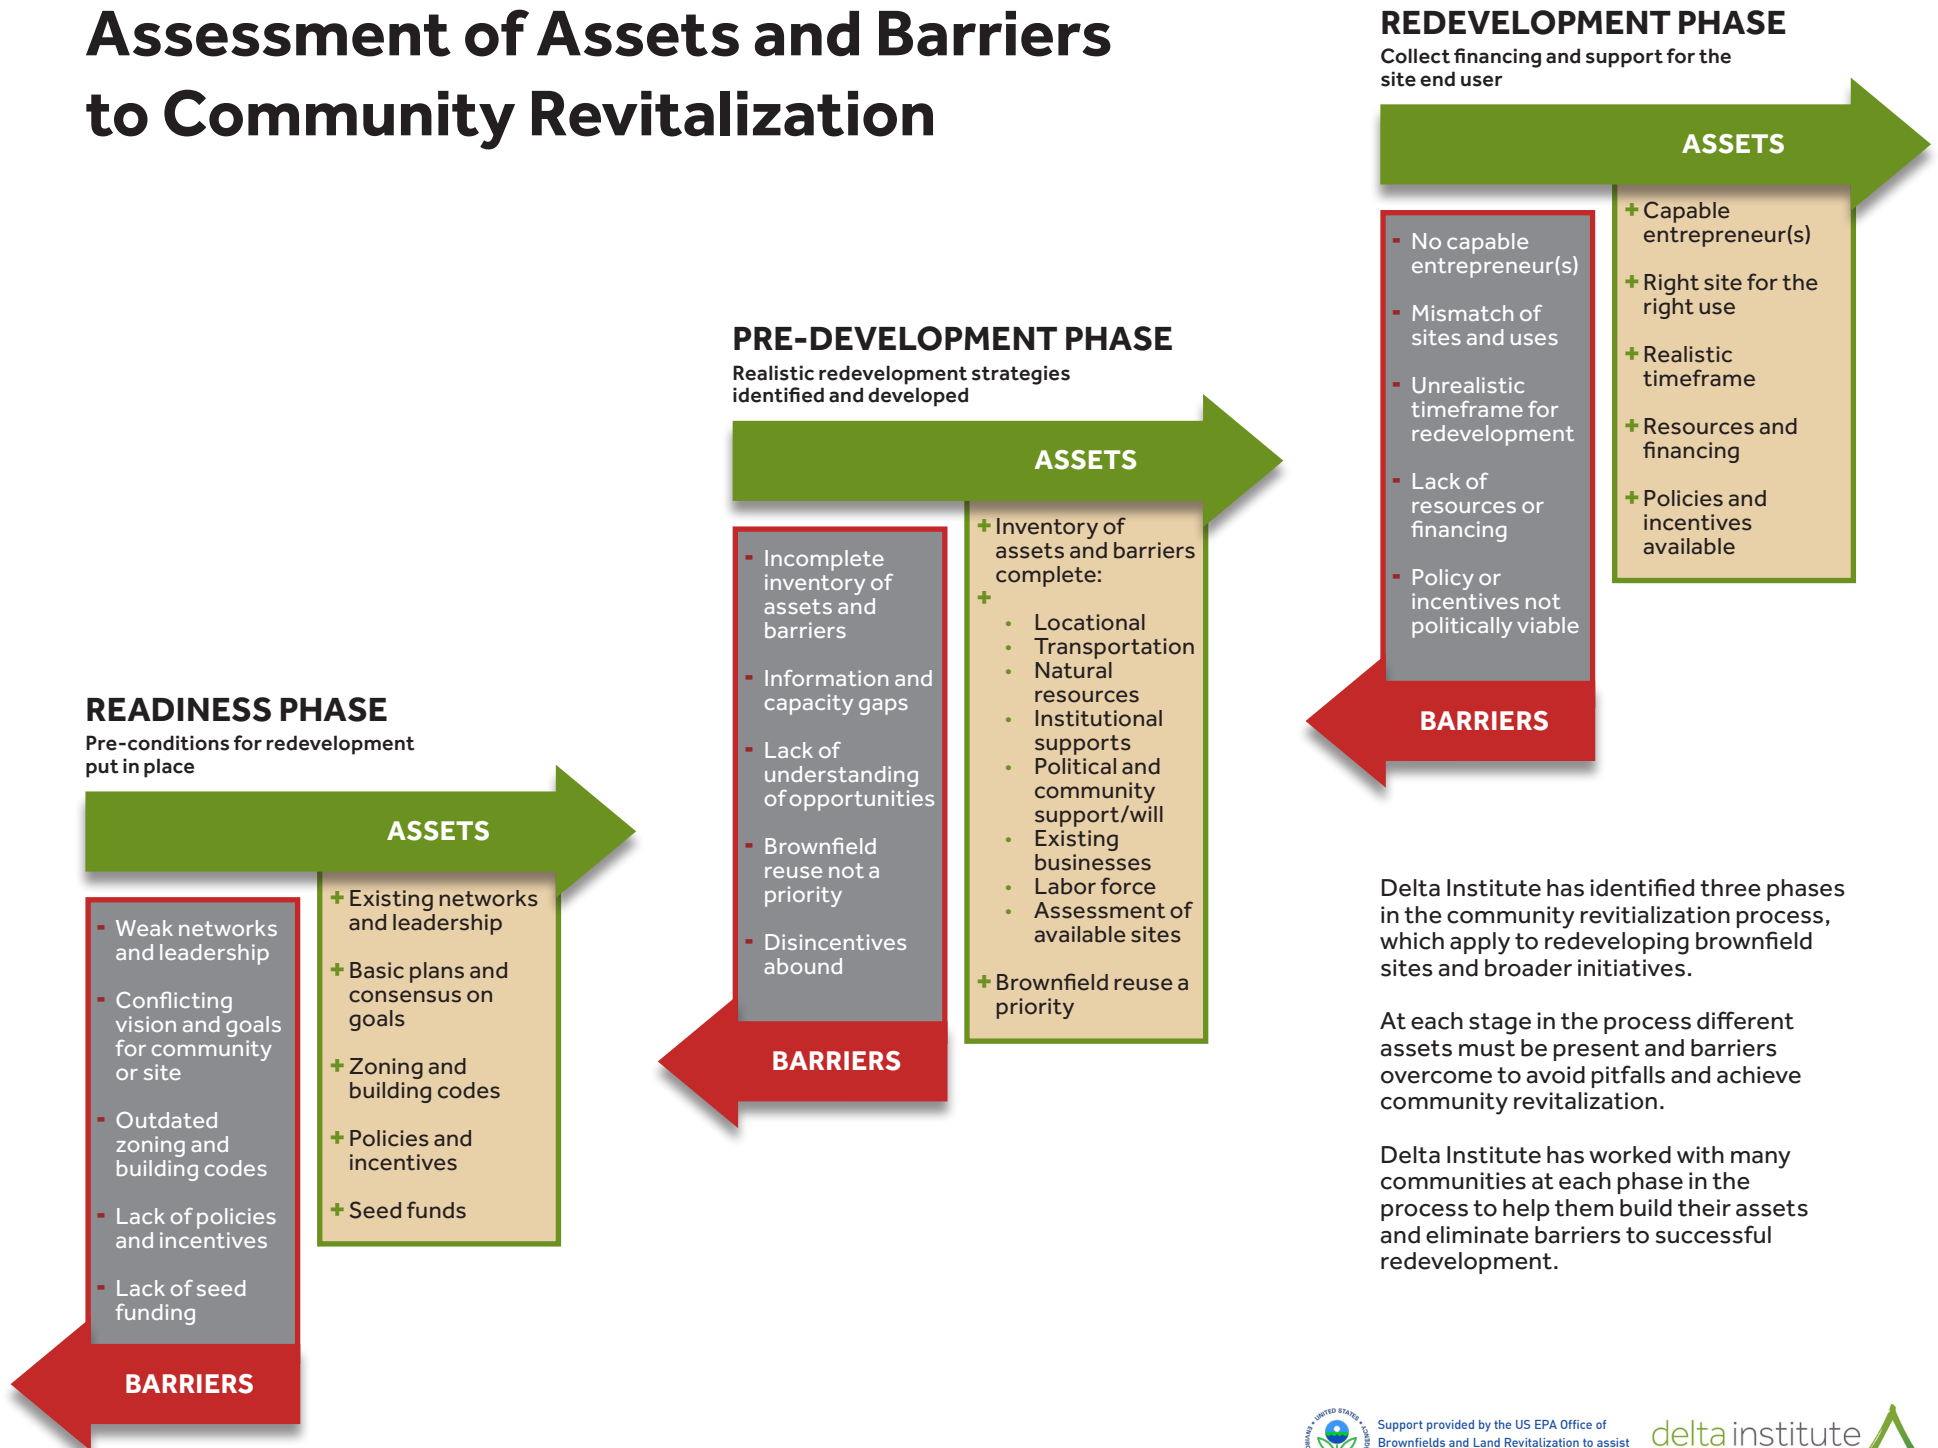 Assessment of Assets and Barriers
to Community Revitalization
READINESS PHASE
Pre-conditions for redevelopment
put in place
ASSETS
- Weak networks
and leadership
- Conflicting
vision and goals
for community
or site
- Outdated
zoning and
building codes
- Lack of policies
and incentives
- Lack of seed
funding
BARRIERS
+ Existing networks
and leadership
+ Basic plans and
consensus on
goals
+ Zoning and
building codes
+ Policies and
incentives
+ Seed funds
PRE-DEVELOPMENT PHASE
Realistic redevelopment strategies
identified and developed
ASSETS
- Incomplete
inventory of
assets and
barriers
- Information and
capacity gaps
- Lack of
understanding
of opportunities
- Brownfield
reuse not a
priority
- Disincentives
abound
BARRIERS
+ Inventory of
assets and barriers
complete:
+
• Locational
• Transportation
• Natural
resources
• Institutional
supports
• Political and
community
support/will
• Existing
businesses
• Labor force
• Assessment of
available sites
+ Brownfield reuse a
priority
REDEVELOPMENT PHASE
Collect financing and support for the
site end user
ASSETS
- No capable
entrepreneur(s)
- Mismatch of
sites and uses
- Unrealistic
timeframe for
redevelopment
- Lack of
resources or
financing
- Policy or
incentives not
politically viable
BARRIERS
+ Capable
entrepreneur(s)
+ Right site for the
right use
+ Realistic
timeframe
+ Resources and
financing
+ Policies and
incentives
available
Delta Institute has identified three phases
in the community revitialization process,
which apply to redeveloping brownfield
sites and broader initiatives.
At each stage in the process different
assets must be present and barriers
overcome to avoid pitfalls and achieve
community revitalization.
Delta Institute has worked with many
communities at each phase in the
process to help them build their assets
and eliminate barriers to successful
redevelopment.
UNITED STATES
Support provided by the US EPA Office of
Brownfields and Land Revitalization to assist
delta institute